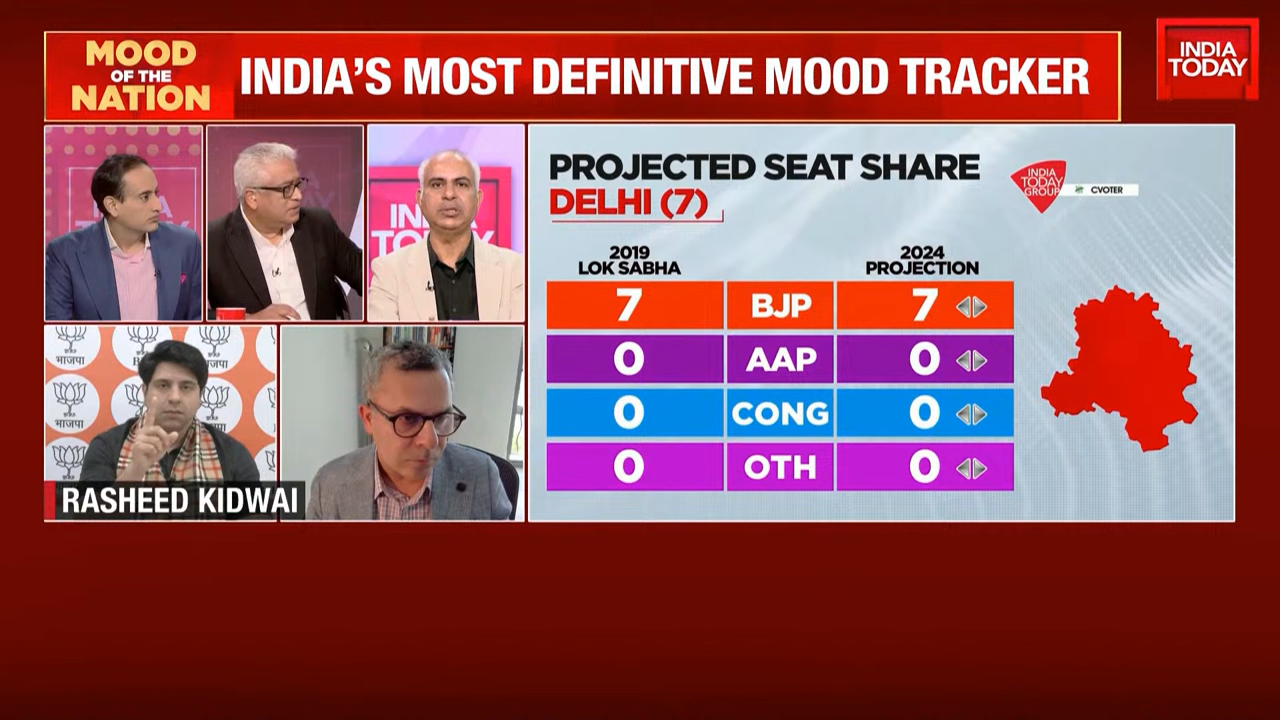 MOOD
OF THE
NATION
INDIA'S MOST DEFINITIVE MOOD TRACKER
INDIA
TODAY
PROJECTED SEAT SHARE
DELHI (7)
INDIA
TODAY
GROUP
CVOTER
2019
LOK SABHA
2024
PROJECTION
7 BJP 7
0 AAP 0
0 CONG 0
0 OTH 0
भाजपा
भाजपा
भाजपा
RASHEED KIDWAI